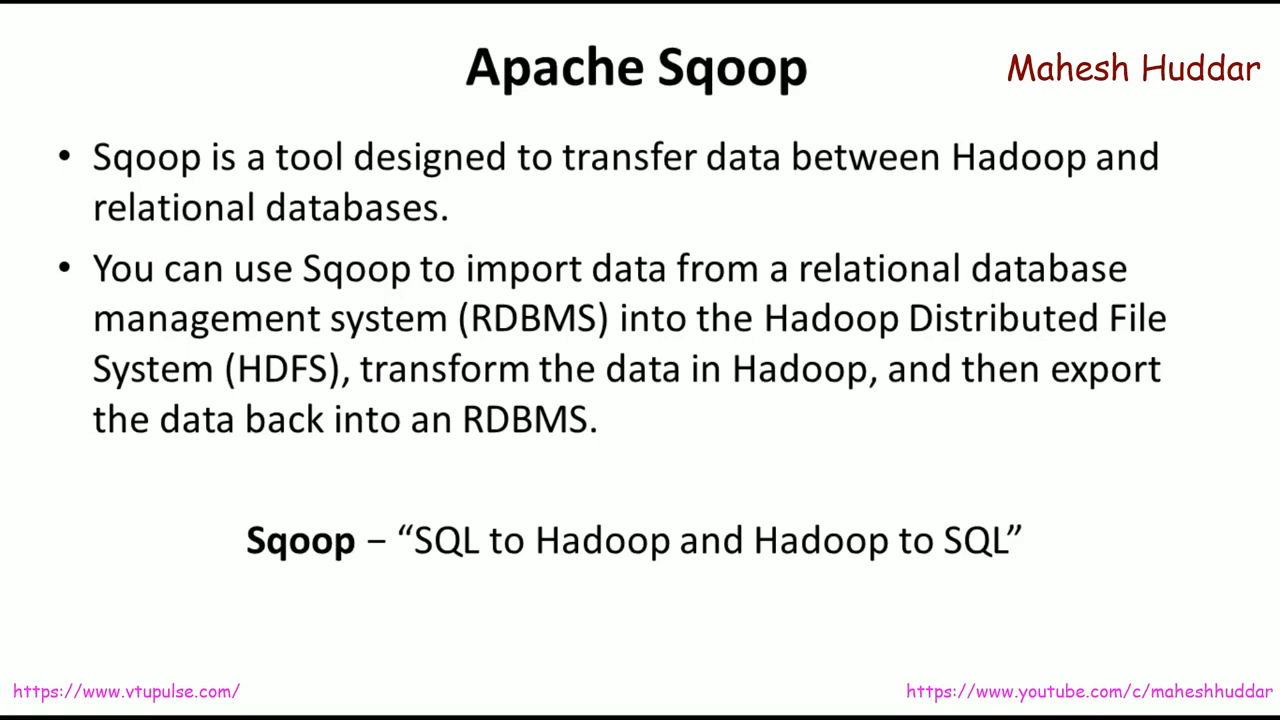 Apache Sqoop
Mahesh Huddar
• Sqoop is a tool designed to transfer data between Hadoop and
relational databases.
• You can use Sqoop to import data from a relational database
management system (RDBMS) into the Hadoop Distributed File
System (HDFS), transform the data in Hadoop, and then export
the data back into an RDBMS.
Sqoop – “SQL to Hadoop and Hadoop to SQL”
https://www.vtupulse.com/
https://www.youtube.com/c/maheshhuddar